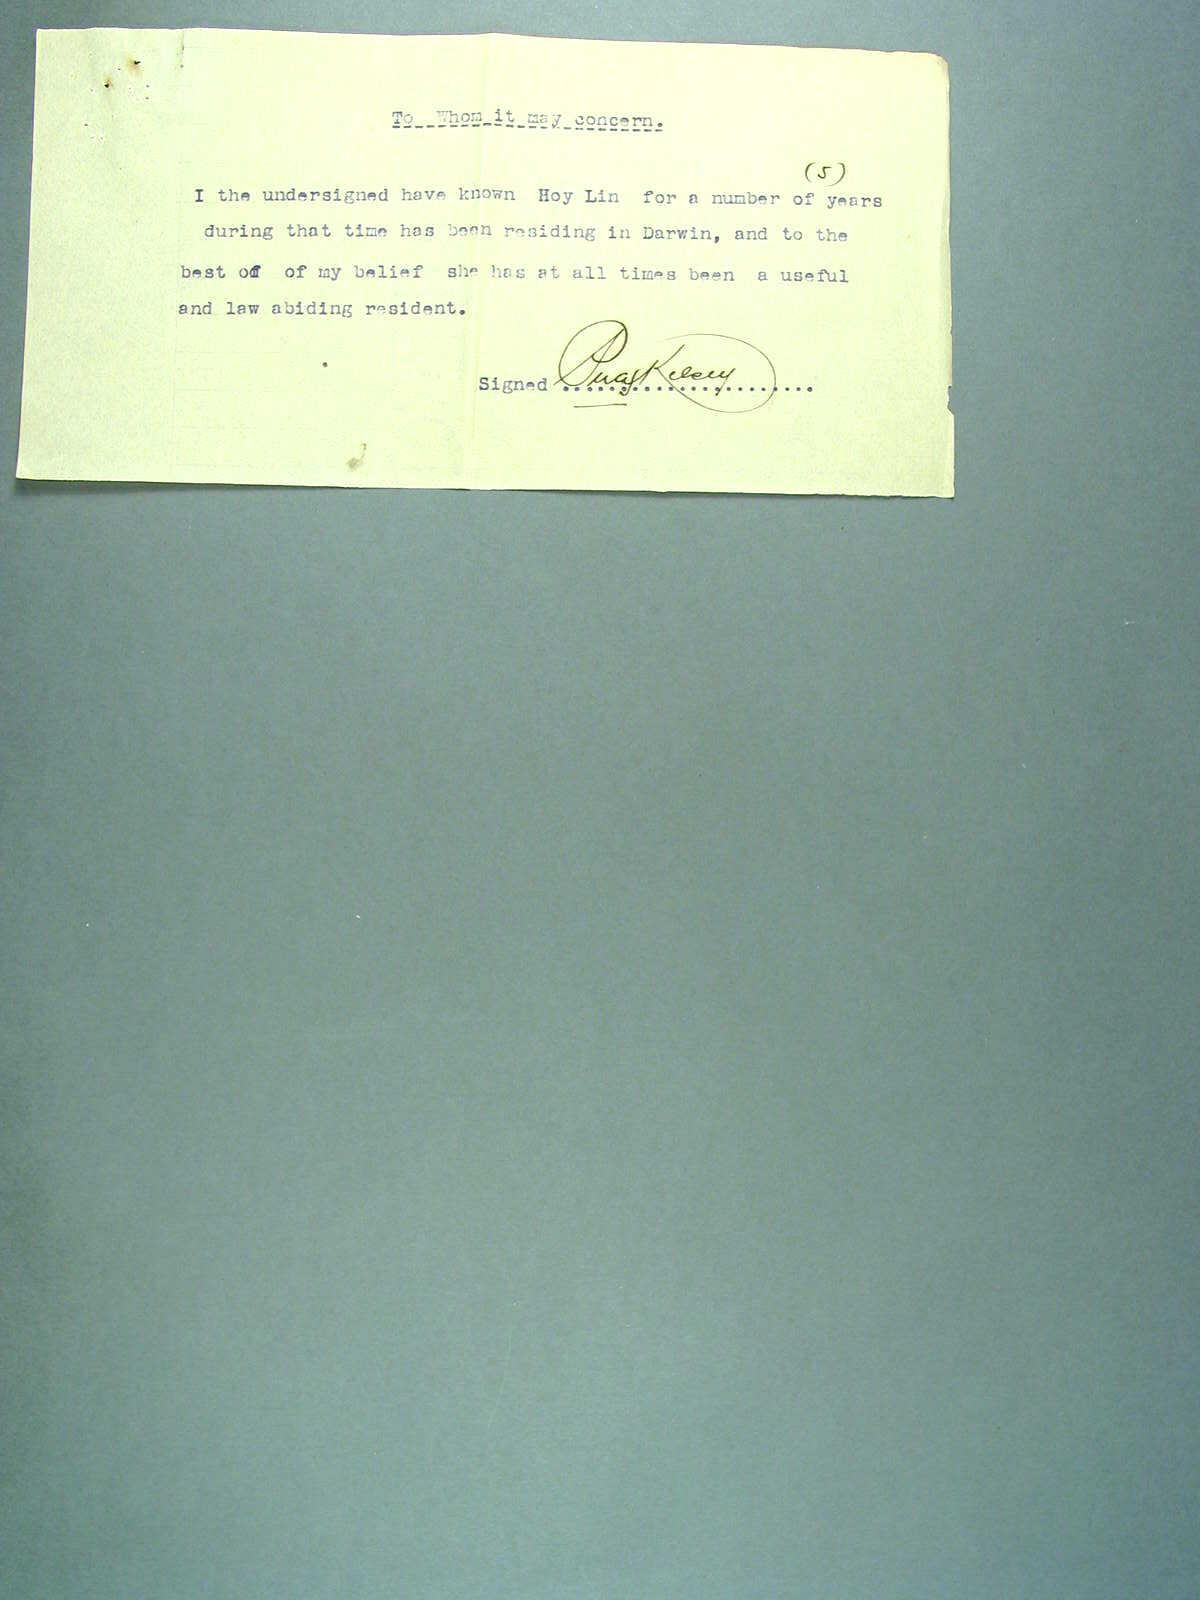 To Whom it may concern.
(5)
I the undersigned have known Hoy Lin for a number of years
during that time has been residing in Darwin, and to the
best of of my belief she has at all times been a useful
and law abiding resident.
Signed Kelsey